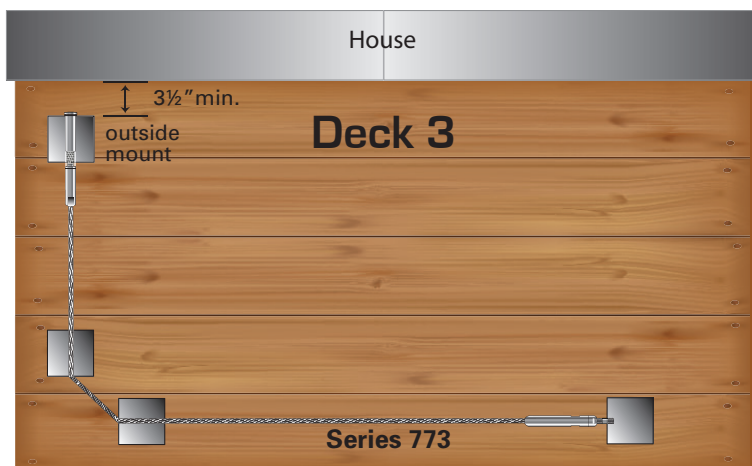 House
3½” min.
outside
mount
Deck 3
Series 773